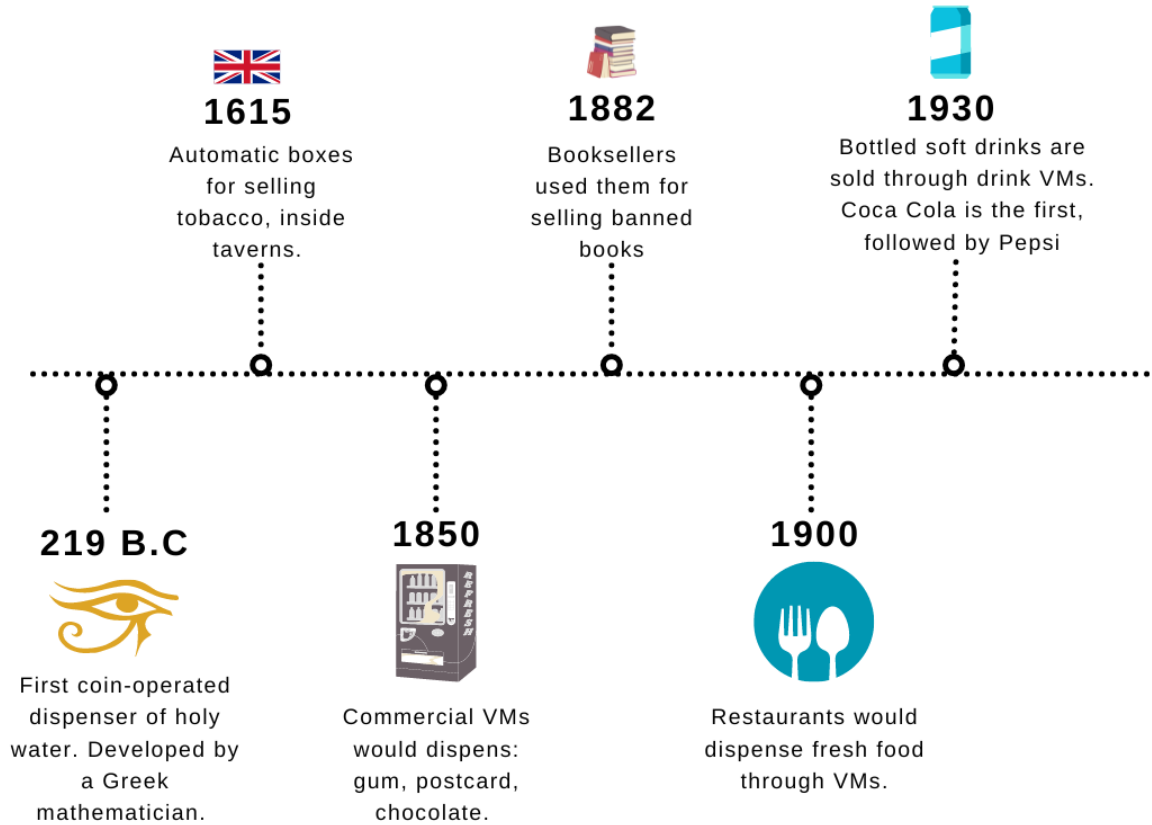 1615
Automatic boxes
for selling
tobacco, inside
taverns.
1882
Booksellers
used them for
selling banned
books
1930
Bottled soft drinks are
sold through drink VMs.
Coca Cola is the first,
followed by Pepsi
219 B.C
First coin-operated
dispenser of holy
water. Developed by
a Greek
mathematician.
1850
REFRESH
Commercial VMs
would dispens:
gum, postcard,
chocolate.
1900
Restaurants would
dispense fresh food
through VMs.